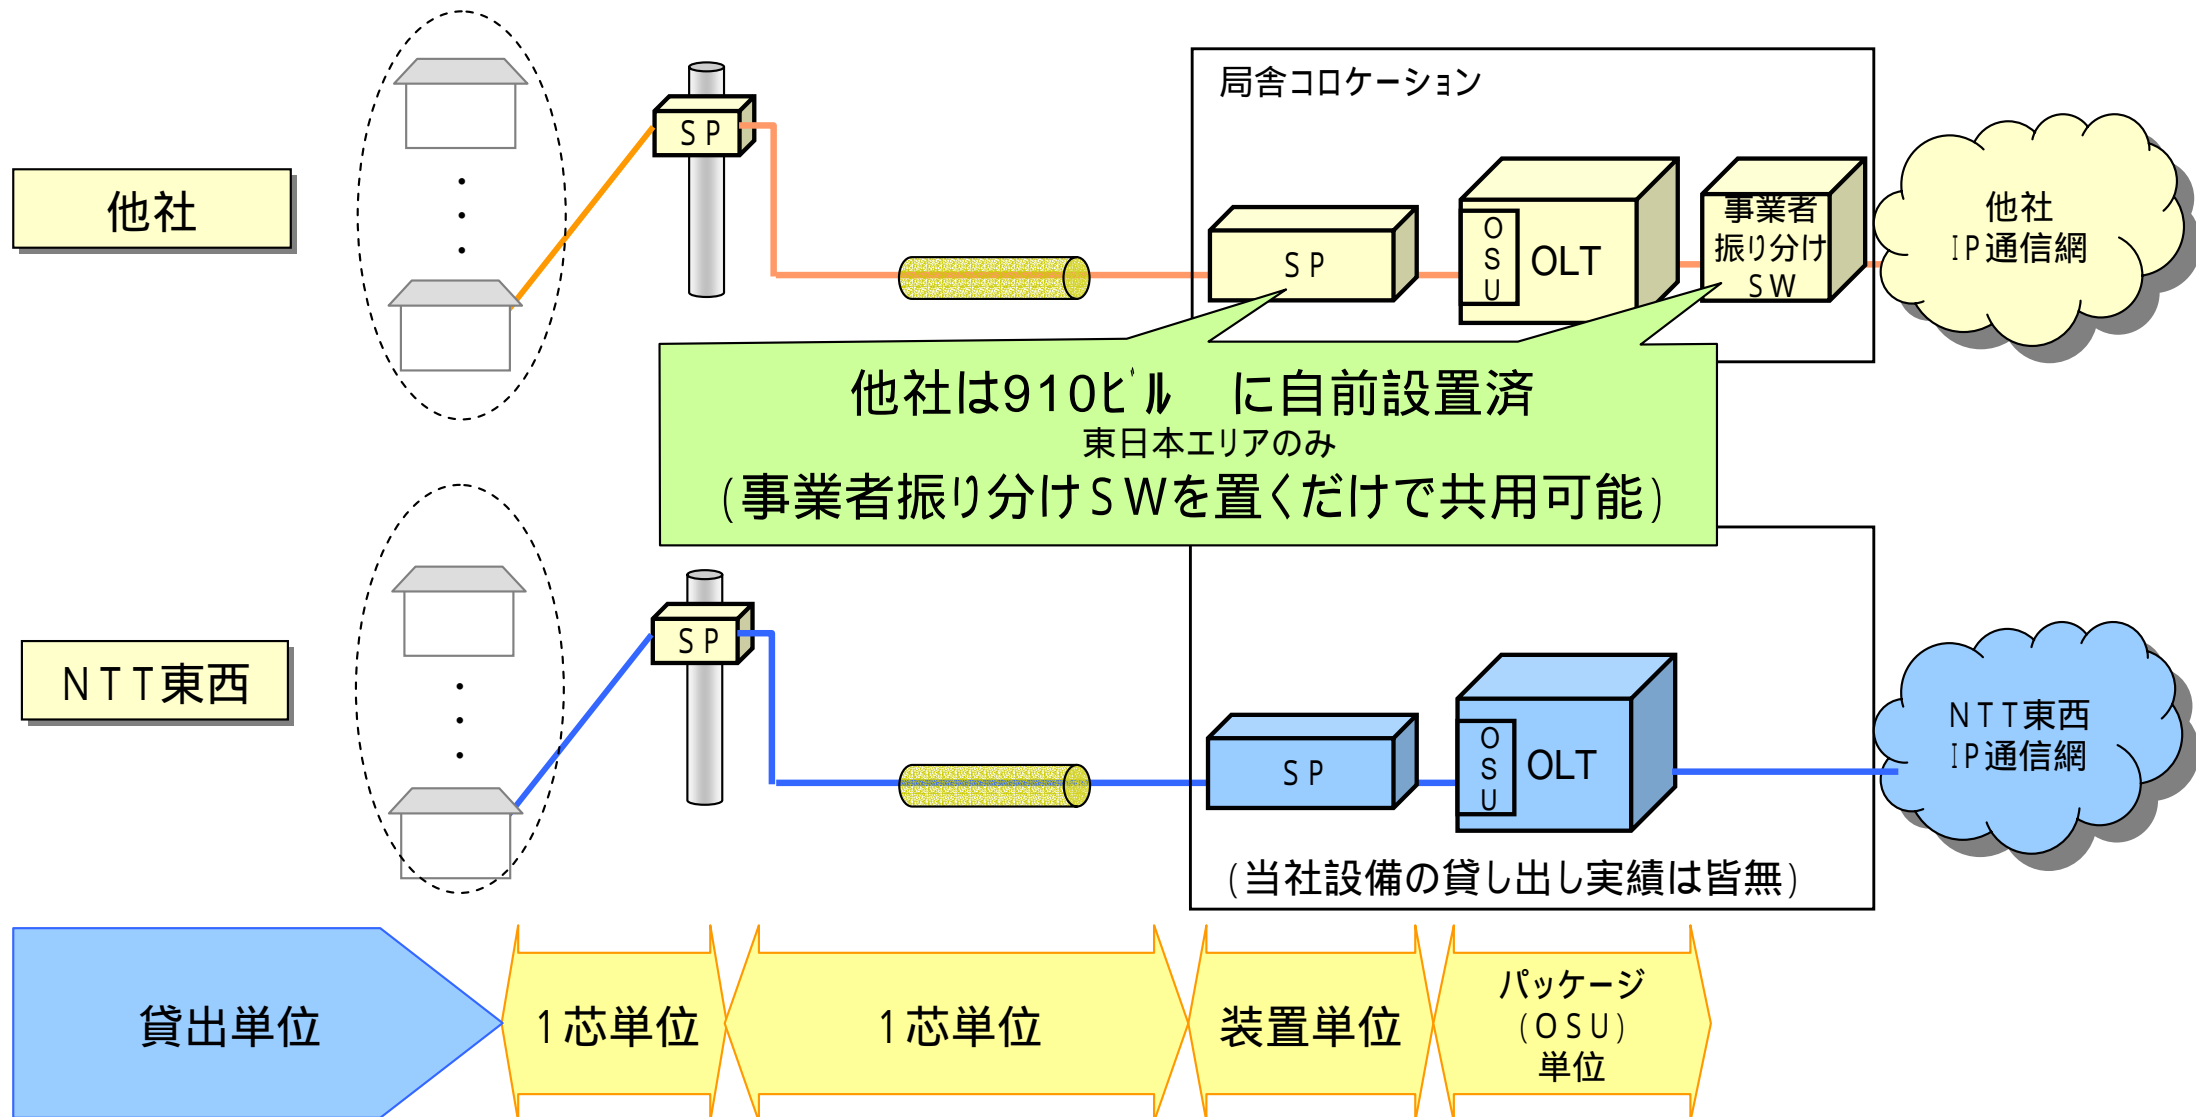 局舎コロケーション
他社
ＳＰ
ＳＰ
OSU
OLT
事業者
振り分け
ＳＷ
他社
IP通信網
他社は910ﾋﾞﾙ　に自前設置済
東日本エリアのみ
(事業者振り分けＳＷを置くだけで共用可能)
ＮＴＴ東西
ＳＰ
ＳＰ
OSU
OLT
ＮＴＴ東西
IP通信網
(当社設備の貸し出し実績は皆無)
貸出単位
1芯単位
1芯単位
装置単位
パッケージ
(ＯＳＵ)
単位